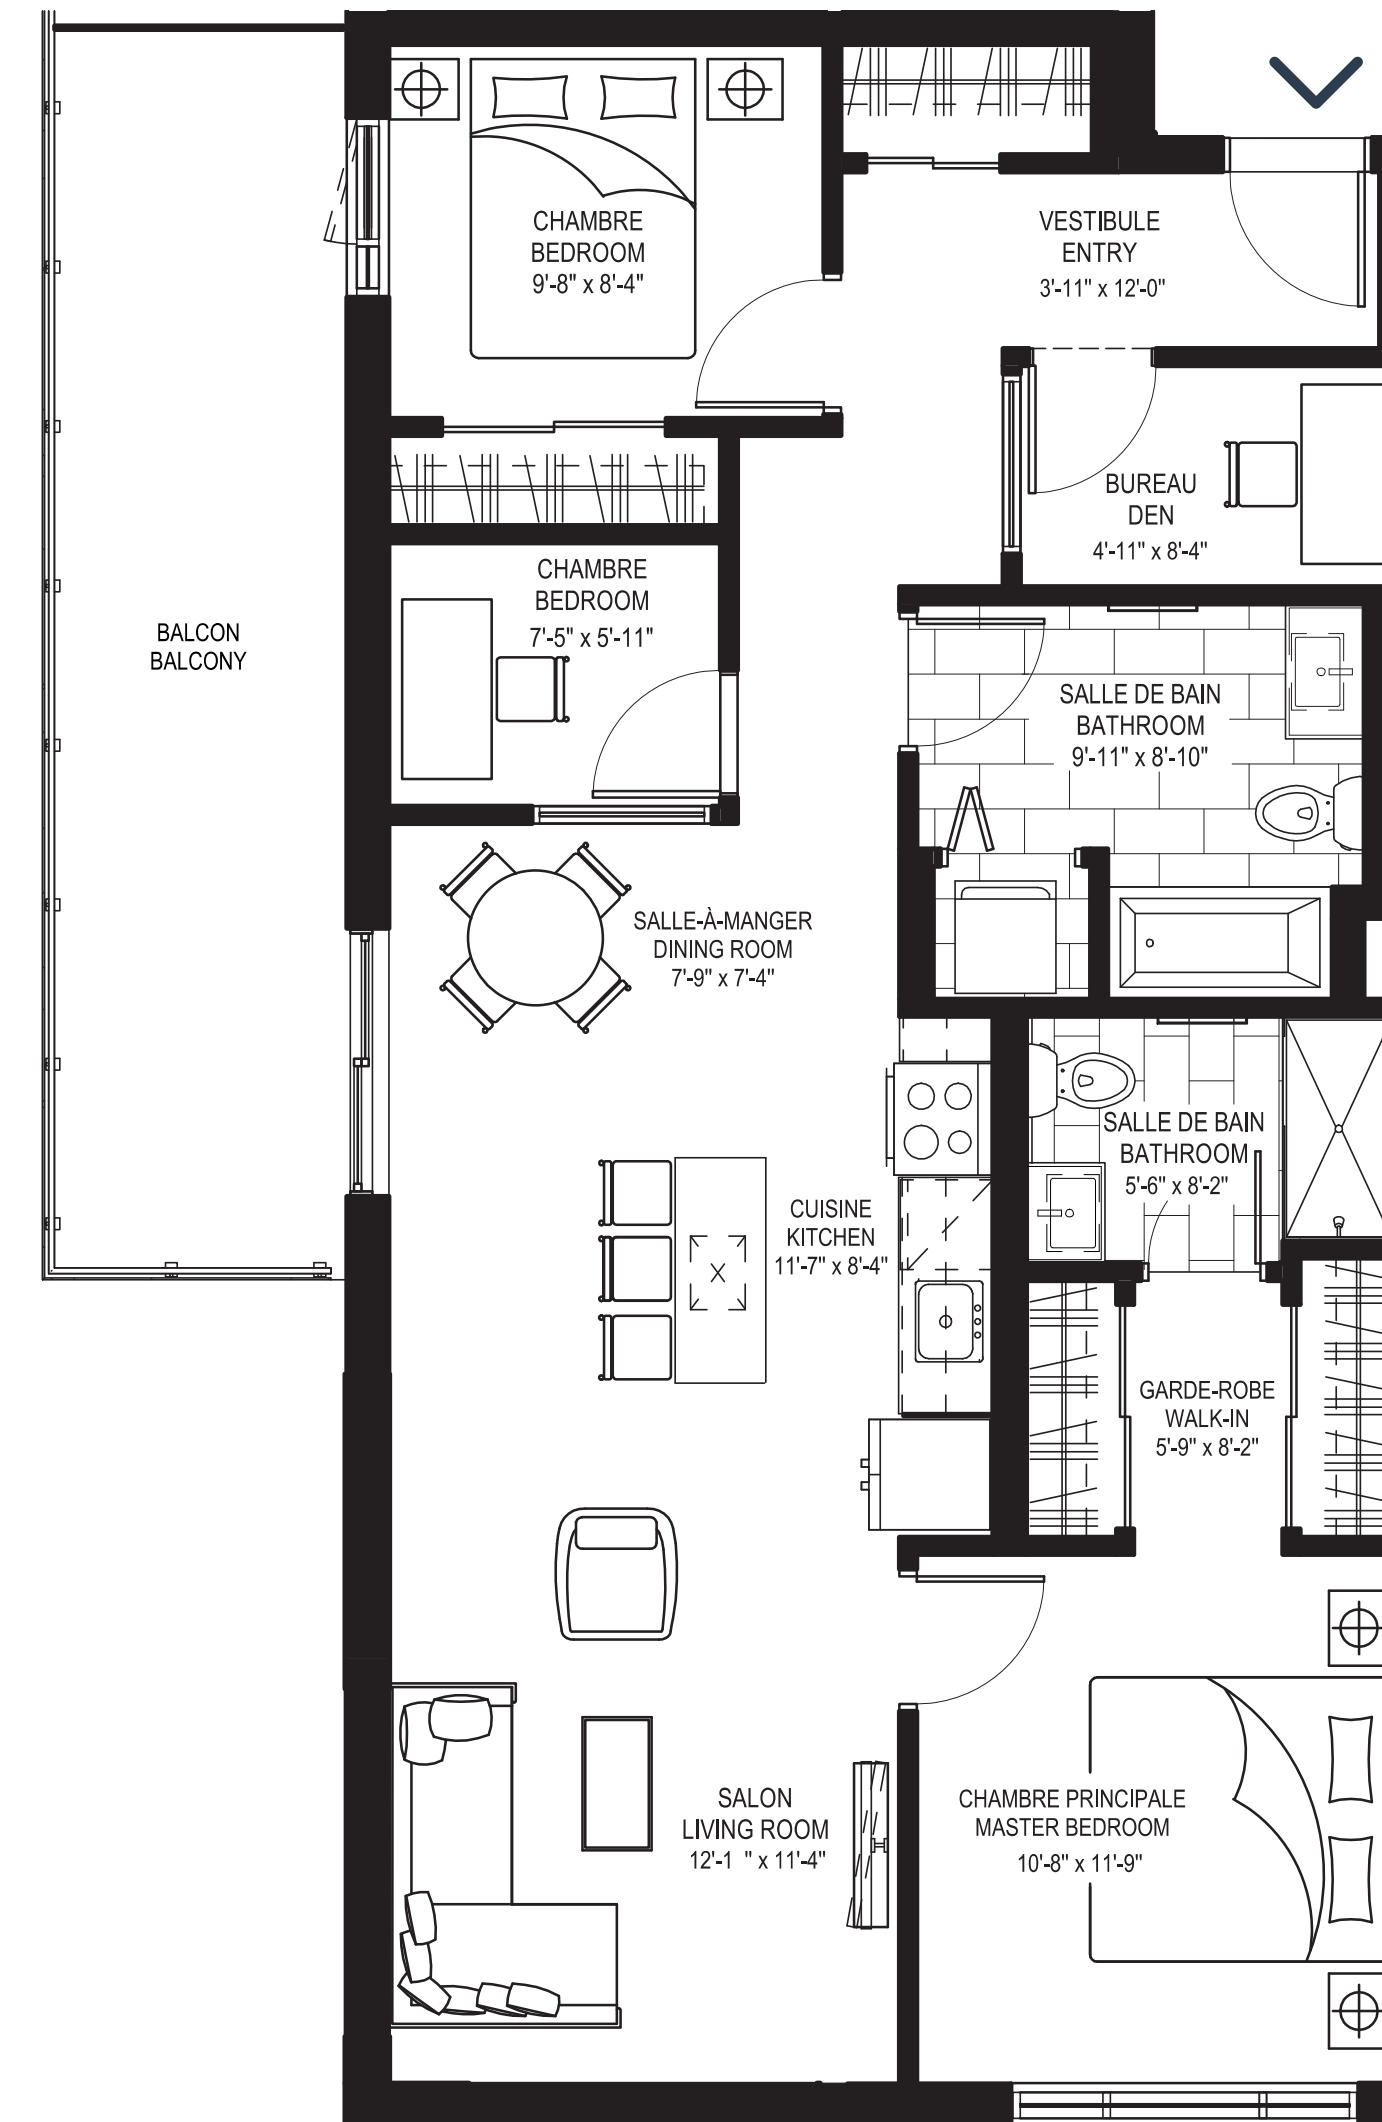 CHAMBRE
BEDROOM
9'-8" x 8'-4"
VESTIBULE
ENTRY
3'-11" x 12'-0"
BUREAU
DEN
4'-11" x 8'-4"
CHAMBRE
BEDROOM
7'-5" x 5'-11"
BALCON
BALCONY
SALLE DE BAIN
BATHROOM
9'-11" x 8'-10"
SALLE-À-MANGER
DINING ROOM
7'-9" x 7'-4"
SALLE DE BAIN
BATHROOM
5'-6" x 8'-2"
CUISINE
KITCHEN
11'-7" x 8'-4"
GARDE-ROBE
WALK-IN
5'-9" x 8'-2"
SALON
LIVING ROOM
12'-1 " x 11'-4"
CHAMBRE PRINCIPALE
MASTER BEDROOM
10'-8" x 11'-9"